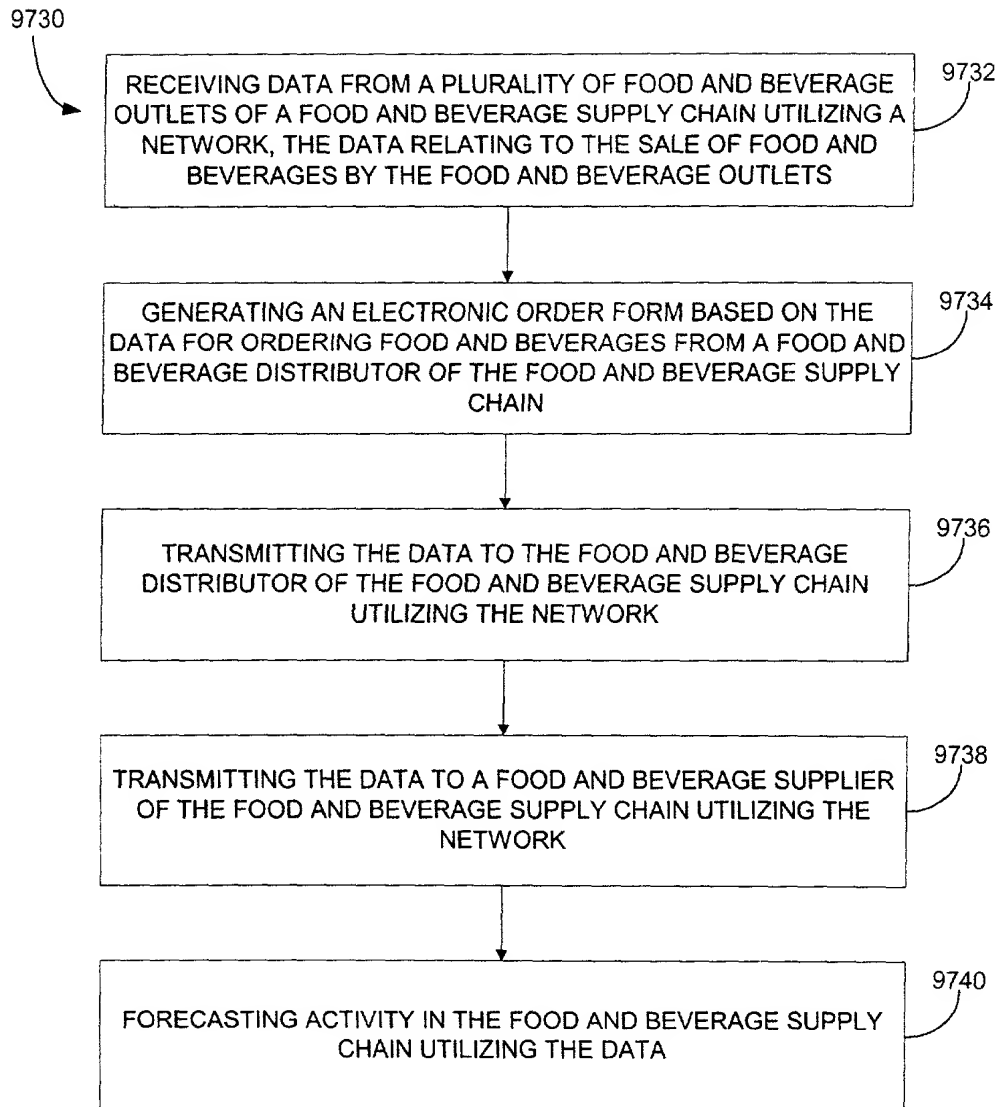 9730
RECEIVING DATA FROM A PLURALITY OF FOOD AND BEVERAGE
OUTLETS OF A FOOD AND BEVERAGE SUPPLY CHAIN UTILIZING A
NETWORK, THE DATA RELATING TO THE SALE OF FOOD AND
BEVERAGES BY THE FOOD AND BEVERAGE OUTLETS
9732
GENERATING AN ELECTRONIC ORDER FORM BASED ON THE
DATA FOR ORDERING FOOD AND BEVERAGES FROM A FOOD AND
BEVERAGE DISTRIBUTOR OF THE FOOD AND BEVERAGE SUPPLY
CHAIN
9734
TRANSMITTING THE DATA TO THE FOOD AND BEVERAGE
DISTRIBUTOR OF THE FOOD AND BEVERAGE SUPPLY CHAIN
UTILIZING THE NETWORK
9736
TRANSMITTING THE DATA TO A FOOD AND BEVERAGE SUPPLIER
OF THE FOOD AND BEVERAGE SUPPLY CHAIN UTILIZING THE
NETWORK
9738
FORECASTING ACTIVITY IN THE FOOD AND BEVERAGE SUPPLY
CHAIN UTILIZING THE DATA
9740